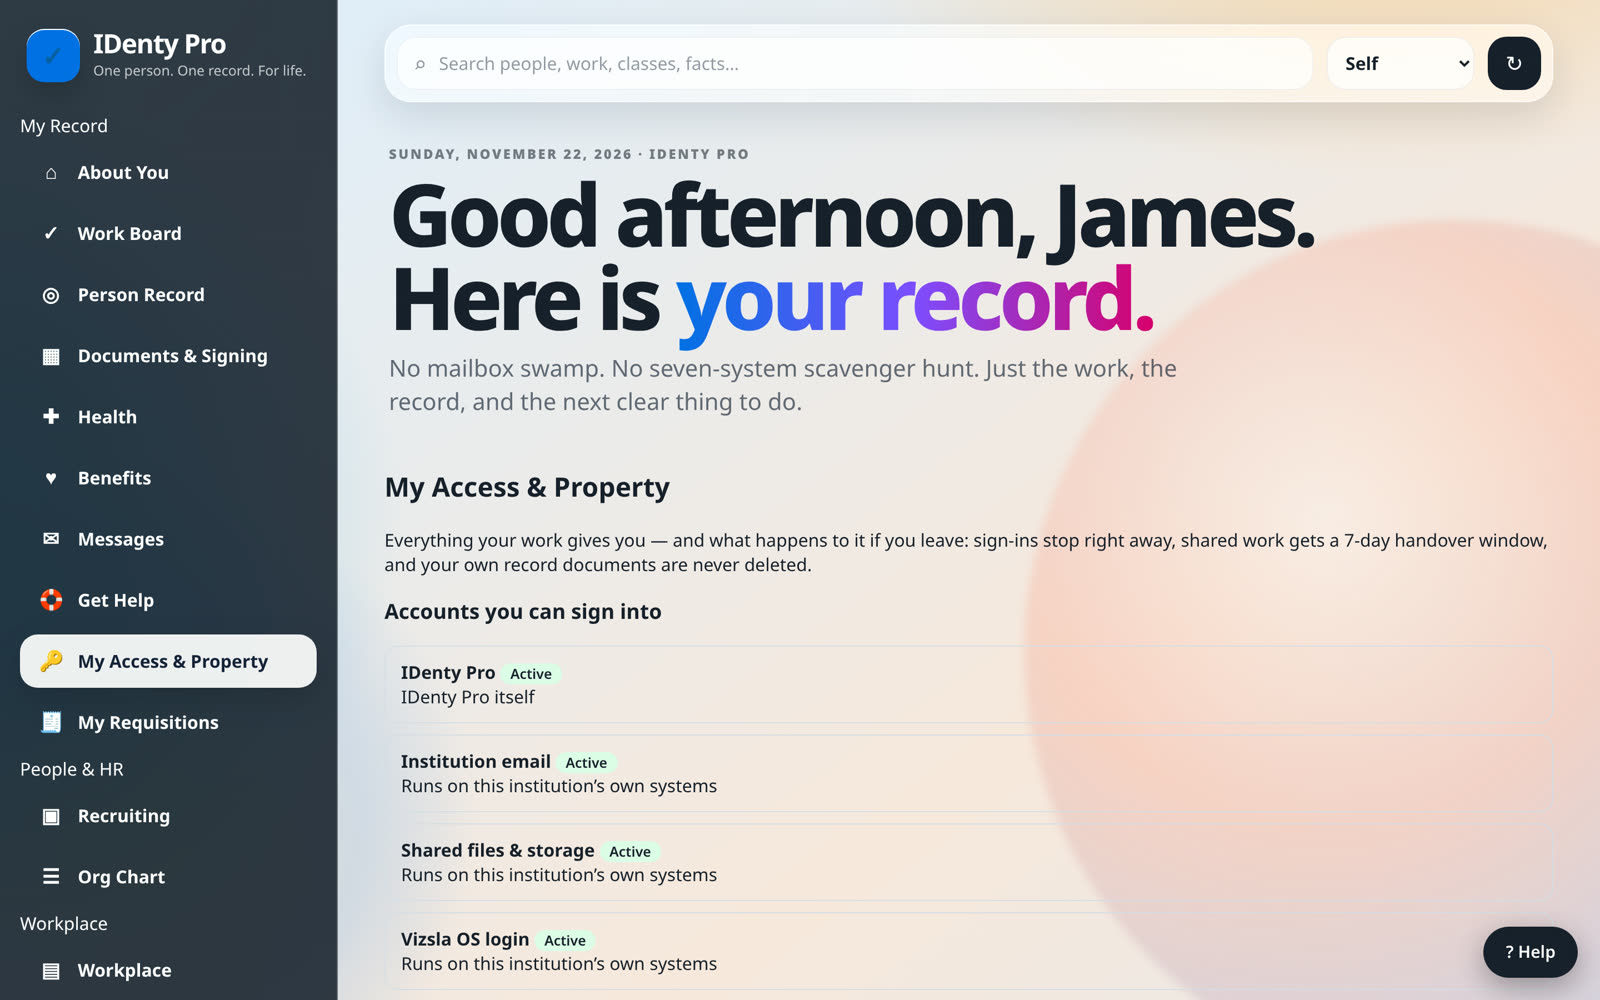 IDenty Pro
One person. One record. For life.
My Record
About You
Work Board
Person Record
Documents & Signing
Health
Benefits
Messages
Get Help
My Access & Property
My Requisitions
People & HR
Recruiting
Org Chart
Workplace
Workplace
Search people, work, classes, facts...
Self
SUNDAY, NOVEMBER 22, 2026 · IDENTY PRO
Good afternoon, James.
Here is your record.
No mailbox swamp. No seven-system scavenger hunt. Just the work, the
record, and the next clear thing to do.
My Access & Property
Everything your work gives you — and what happens to it if you leave: sign-ins stop right away, shared work gets a 7-day handover window,
and your own record documents are never deleted.
Accounts you can sign into
IDenty Pro Active
IDenty Pro itself
Institution email Active
Runs on this institution’s own systems
Shared files & storage Active
Runs on this institution’s own systems
Vizsla OS login Active
Runs on this institution’s own systems
? Help